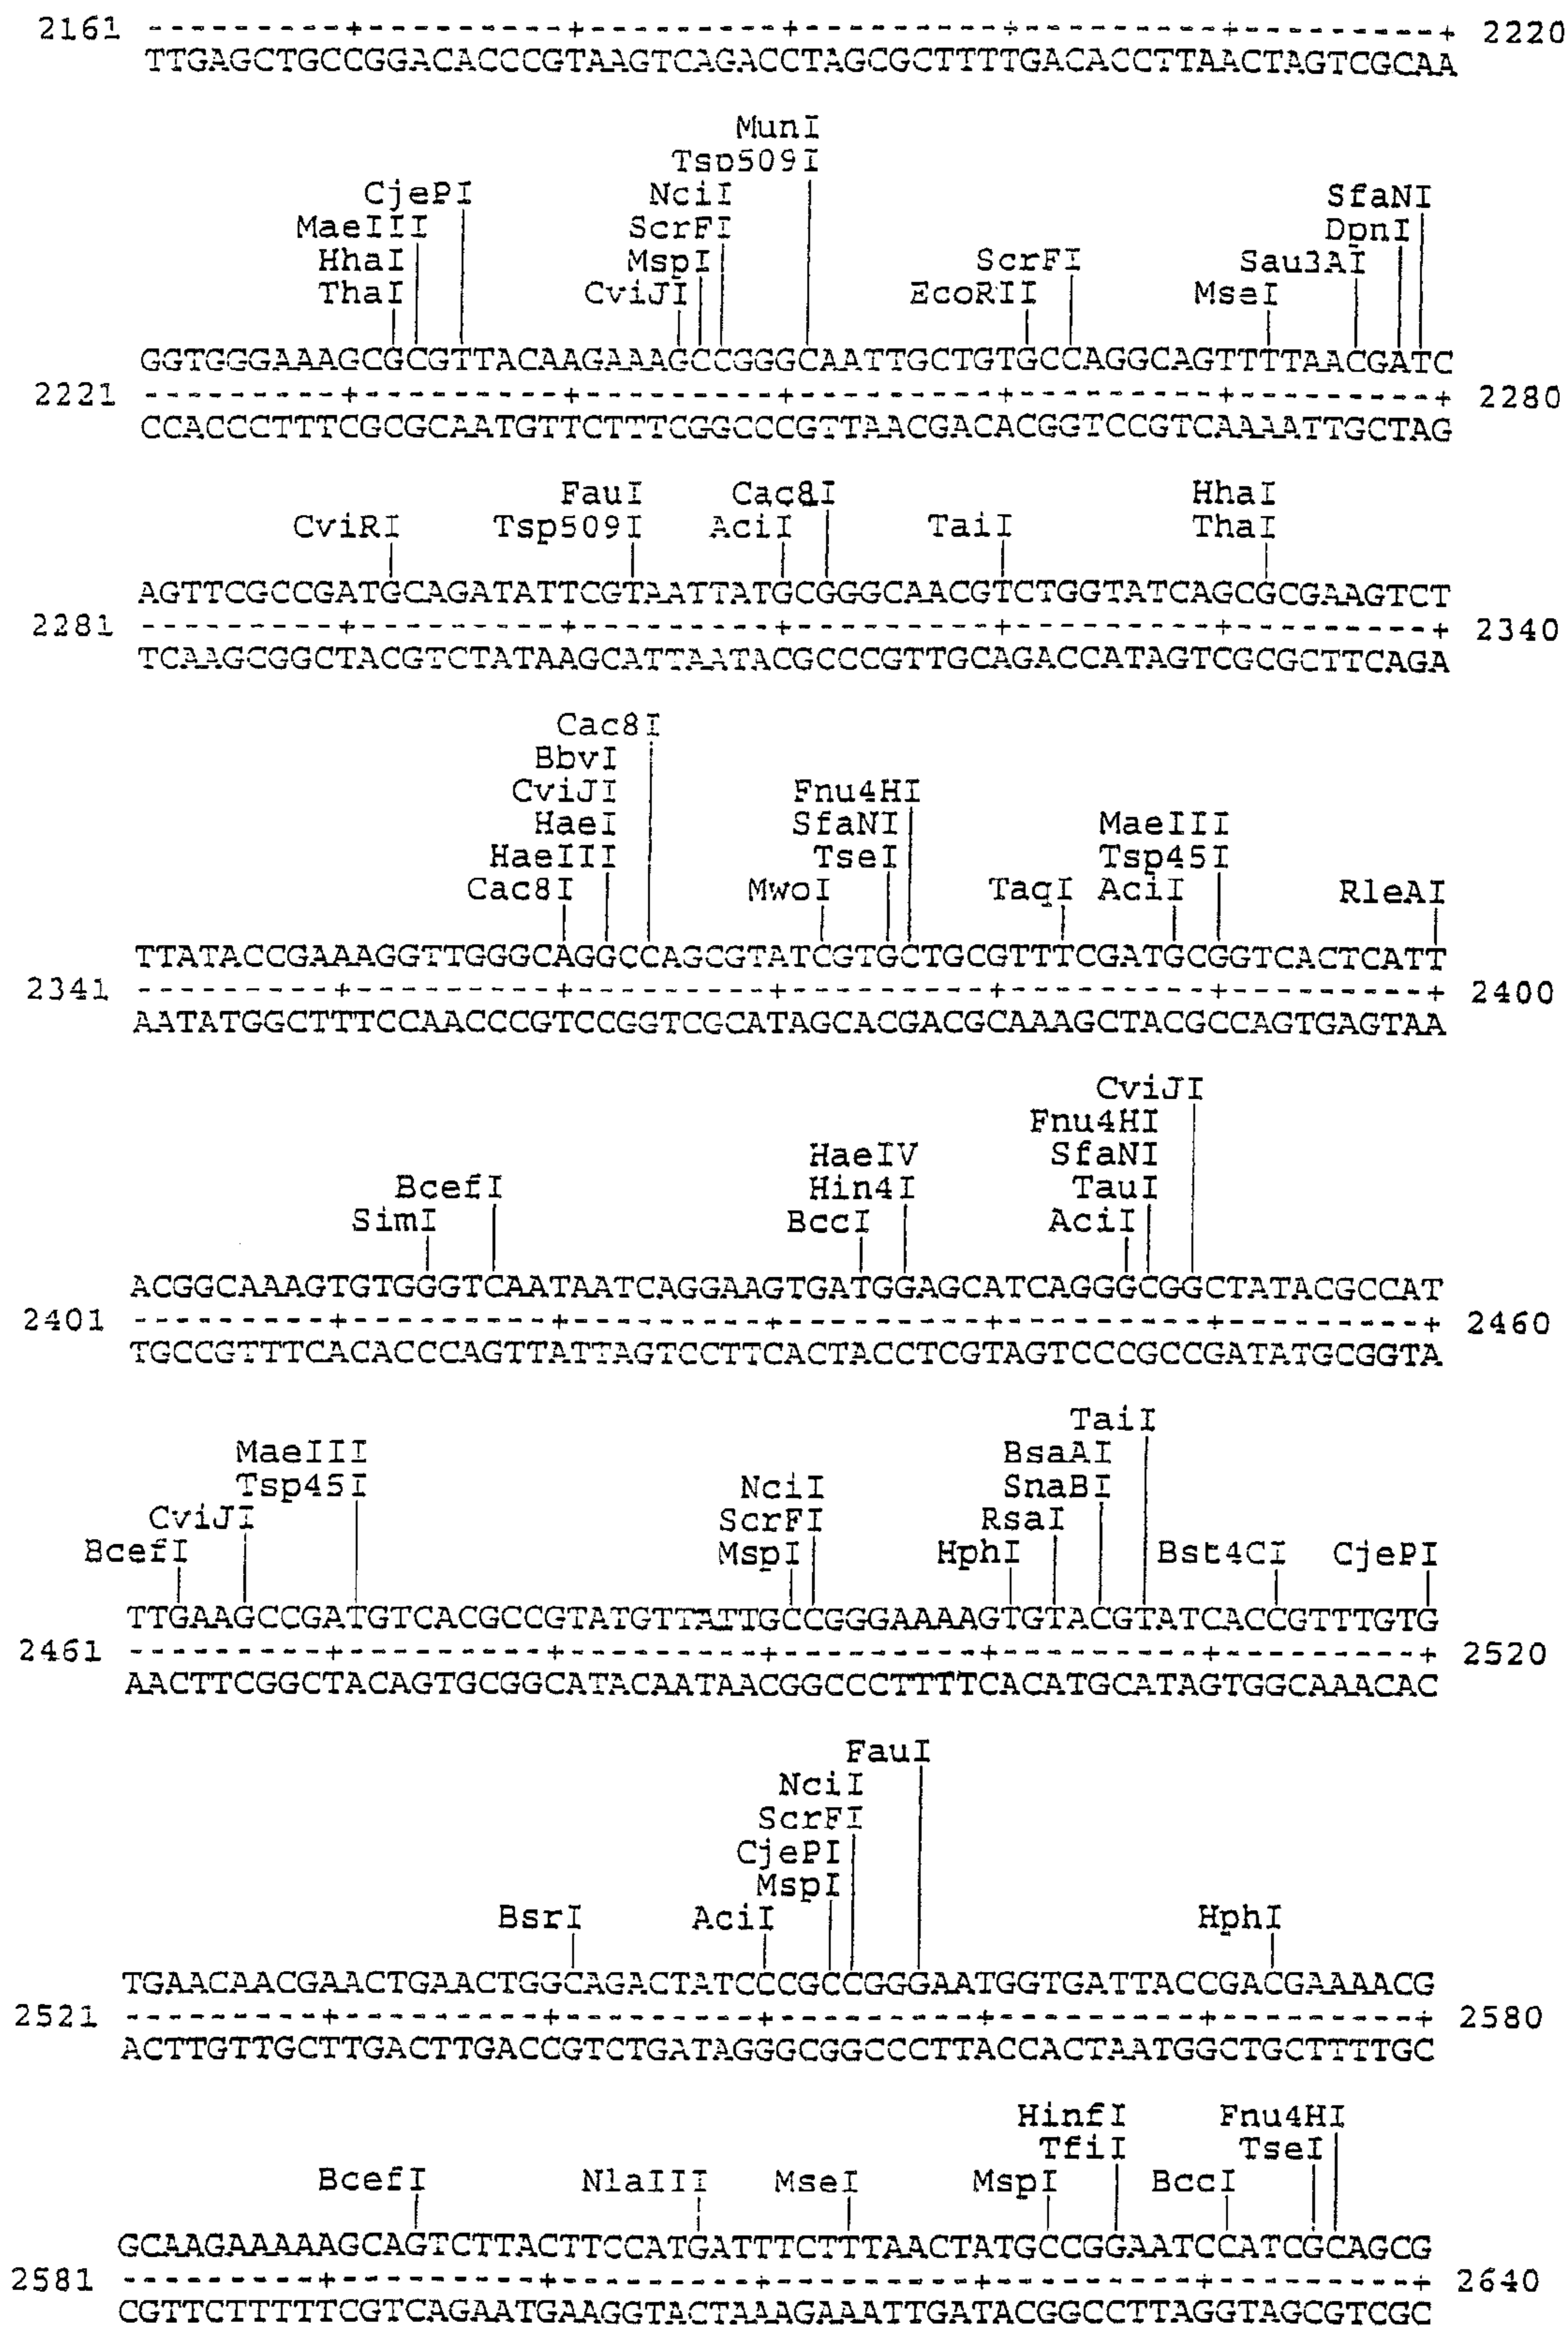 2161 ---------+---------+---------+---------+---------+---------+ 2220
TTGAGCTGCCGGACACCCGTAAGTCAGACCTAGCGCTTTTGACACCTTAACTAGTCGCAA
MunI
Tsp509I
CjePI NciI SfaNI
MaeIII ScrFI DpnI
HhaI MspI ScrFI Sau3AI
ThaI CviJI EcoRII MseI
GGTGGGAAAGCGCGTTACAAGAAAGCCGGGCAATTGCTGTGCCAGGCAGTTTTAACGATC
2221 ---------+---------+---------+---------+---------+---------+ 2280
CCACCCTTTCGCGCAATGTTCTTTCGGCCCGTTAACGACACGGTCCGTCAAAATTGCTAG
FauI Cac8I HhaI
CviRI Tsp509I AciI TaiI ThaI
AGTTCGCCGATGCAGATATTCGTAATTATGCGGGCAACGTCTGGTATCAGCGCGAAGTCT
2281 ---------+---------+---------+---------+---------+---------+ 2340
TCAAGCGGCTACGTCTATAAGCATTAATACGCCCGTTGCAGACCATAGTCGCGCTTCAGA
Cac8I
BbvI
CviJI Fnu4HI
HaeI SfaNI MaeIII
HaeIII TseI Tsp45I
Cac8I MwoI TaqI AciI RleAI
TTATACCGAAAGGTTGGGCAGGCCAGCGTATCGTGCTGCGTTTCGATGCGGTCACTCATT
2341 ---------+---------+---------+---------+---------+---------+ 2400
AATATGGCTTTCCAACCCGTCCGGTCGCATAGCACGACGCAAAGCTACGCCAGTGAGTAA
CviJI
Fnu4HI
HaeIV SfaNI
BcefI Hin4I TauI
SimI BccI AciI
ACGGCAAAGTGTGGGTCAATAATCAGGAAGTGATGGAGCATCAGGGCGGCTATACGCCAT
2401 ---------+---------+---------+---------+---------+---------+ 2460
TGCCGTTTCACACCCAGTTATTAGTCCTTCACTACCTCGTAGTCCCGCCGATATGCGGTA
TaiI
MaeIII BsaAI
Tsp45I NciI SnaBI
CviJI ScrFI RsaI
BcefI MspI HphI Bst4CI CjePI
TTGAAGCCGATGTCACGCCGTATGTTATTGCCGGGAAAAGTGTACGTATCACCGTTTGTG
2461 ---------+---------+---------+---------+---------+---------+ 2520
AACTTCGGCTACAGTGCGGCATACAATAACGGCCCTTTTCACATGCATAGTGGCAAACAC
FauI
NciI
ScrFI
CjePI
MspI
BsrI AciI HphI
TGAACAACGAACTGAACTGGCAGACTATCCCGCCGGGAATGGTGATTACCGACGAAAACG
2521 ---------+---------+---------+---------+---------+---------+ 2580
ACTTGTTGCTTGACTTGACCGTCTGATAGGGCGGCCCTTACCACTAATGGCTGCTTTTGC
HinfI Fnu4HI
TfiI TseI
BcefI NlaIII MseI MspI BccI
GCAAGAAAAAGCAGTCTTACTTCCATGATTTCTTTAACTATGCCGGAATCCATCGCAGCG
2581 ---------+---------+---------+---------+---------+---------+ 2640
CGTTCTTTTTCGTCAGAATGAAGGTACTAAAGAAATTGATACGGCCTTAGGTAGCGTCGC